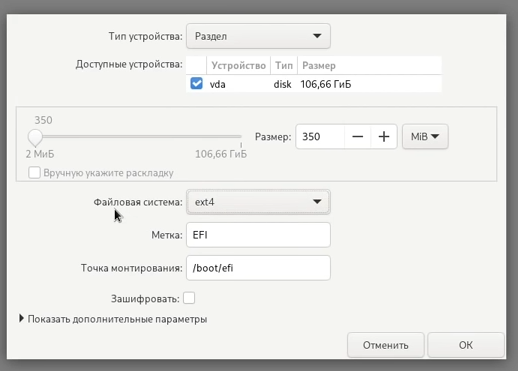 Тип устройства: Раздел
Доступные устройства: Устройство Тип Размер
vda disk 106,66 ГиБ
350
Размер: 350 MiB
2 МиБ 106,66 ГиБ
Вручную укажите раскладку
Файловая система: ext4
Метка: EFI
Точка монтирования: /boot/efi
Зашифровать:
Показать дополнительные параметры
Отменить ОК